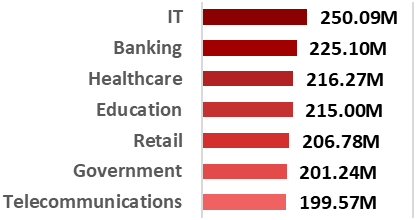 IT 250.09M
Banking 225.10M
Healthcare 216.27M
Education 215.00M
Retail 206.78M
Government 201.24M
Telecommunications 199.57M